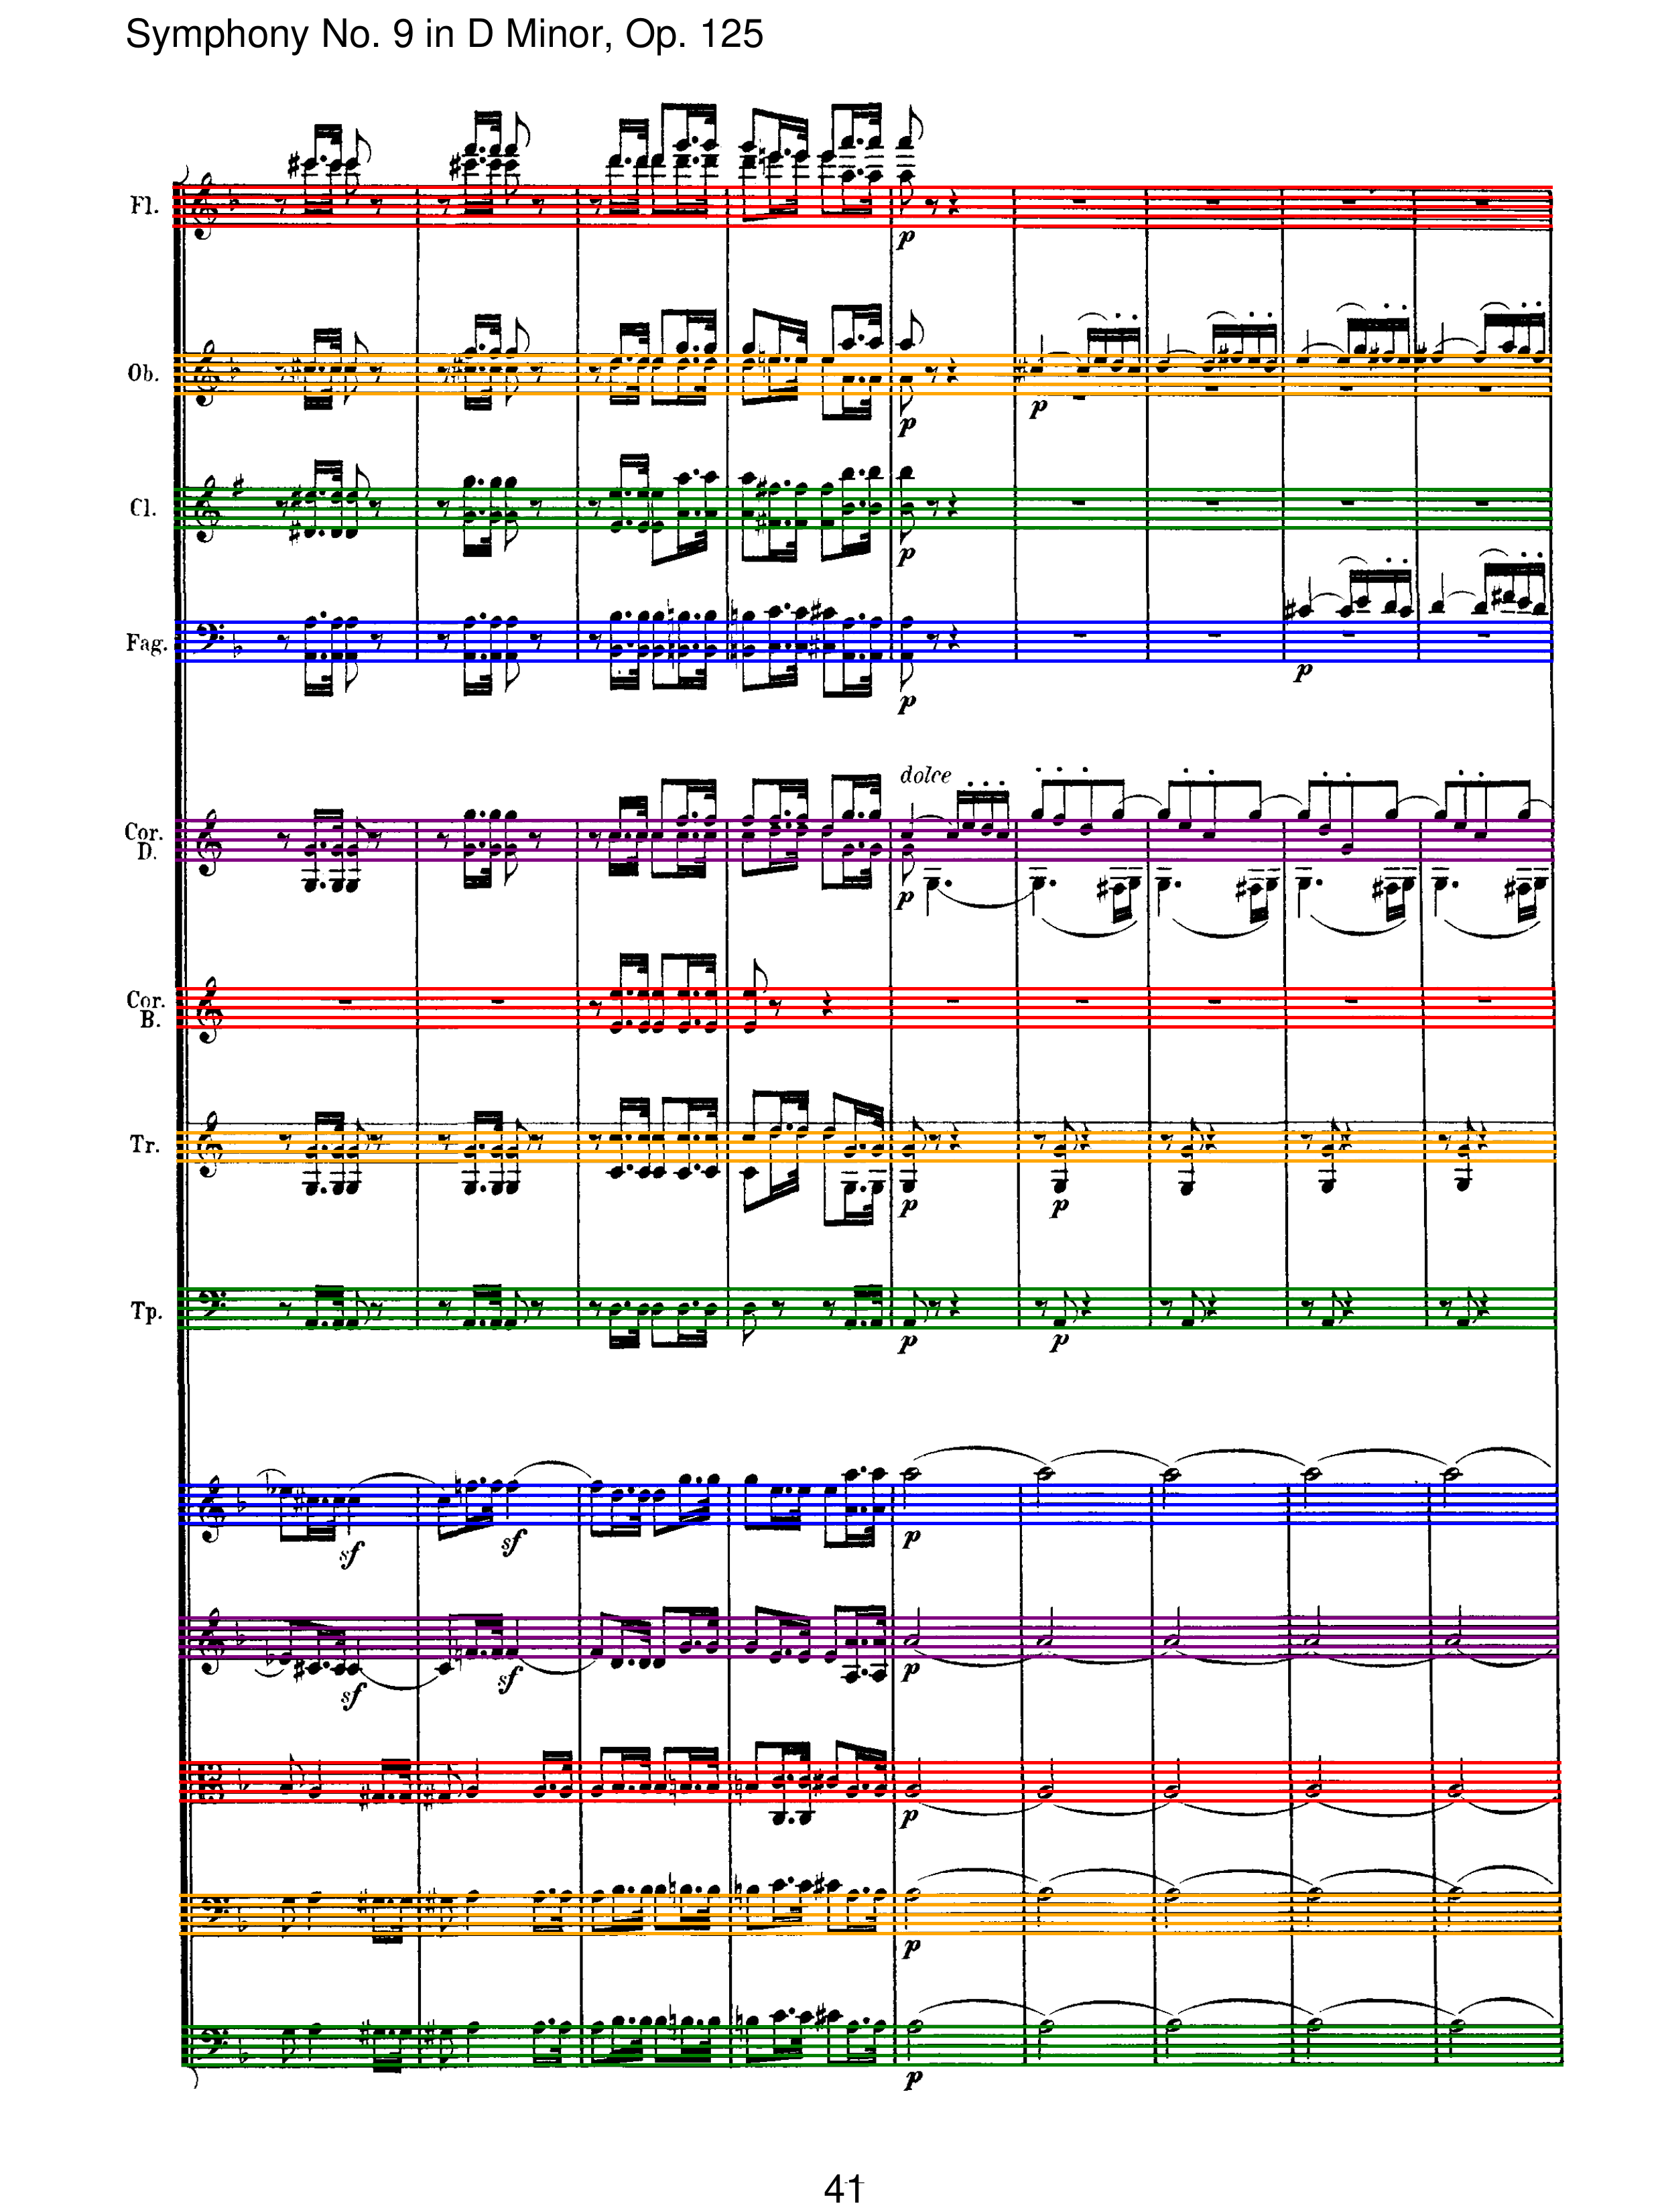 Symphony No. 9 in D Minor, Op. 125
Fl.
p
Ob.
p
p
Cl.
p
Fag.
p
p
dolce
Cor.
D.
p
Cor.
B.
Tr.
p
p
Tp.
p
p
sf
sf
p
sf
sf
p
p
p
p
41